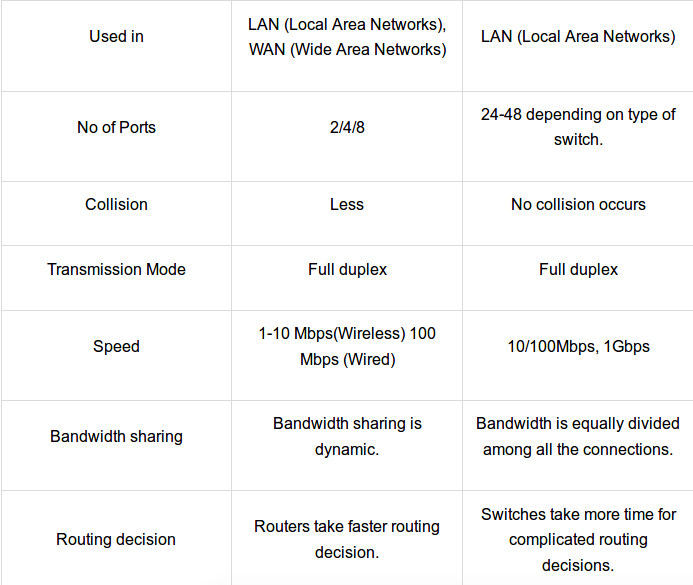 Used in
LAN (Local Area Networks),
WAN (Wide Area Networks)
LAN (Local Area Networks)
No of Ports
2/4/8
24-48 depending on type of
switch.
Collision
Less
No collision occurs
Transmission Mode
Full duplex
Full duplex
Speed
1-10 Mbps(Wireless) 100
Mbps (Wired)
10/100Mbps, 1Gbps
Bandwidth sharing
Bandwidth sharing is
dynamic.
Bandwidth is equally divided
among all the connections.
Routing decision
Routers take faster routing
decision.
Switches take more time for
complicated routing
decisions.